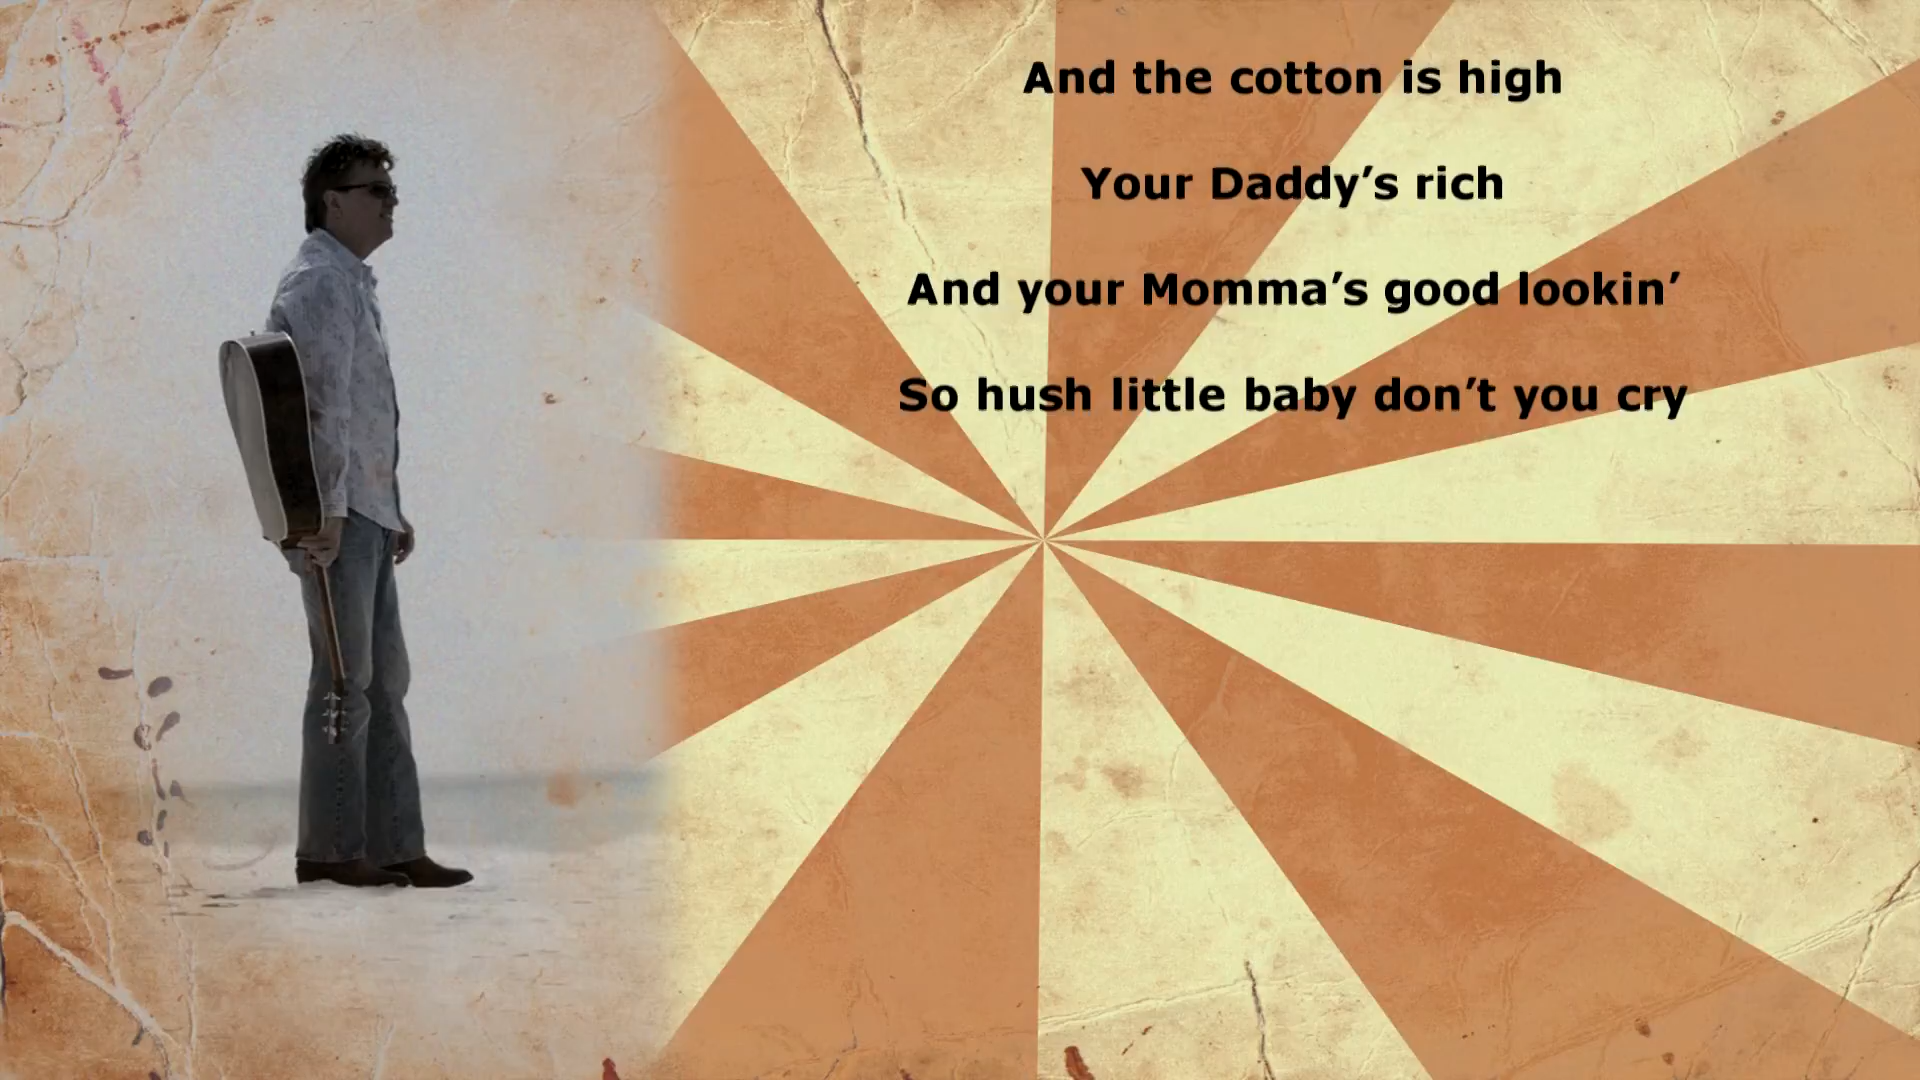 And the cotton is high
Your Daddy’s rich
And your Momma’s good lookin’
So hush little baby don’t you cry